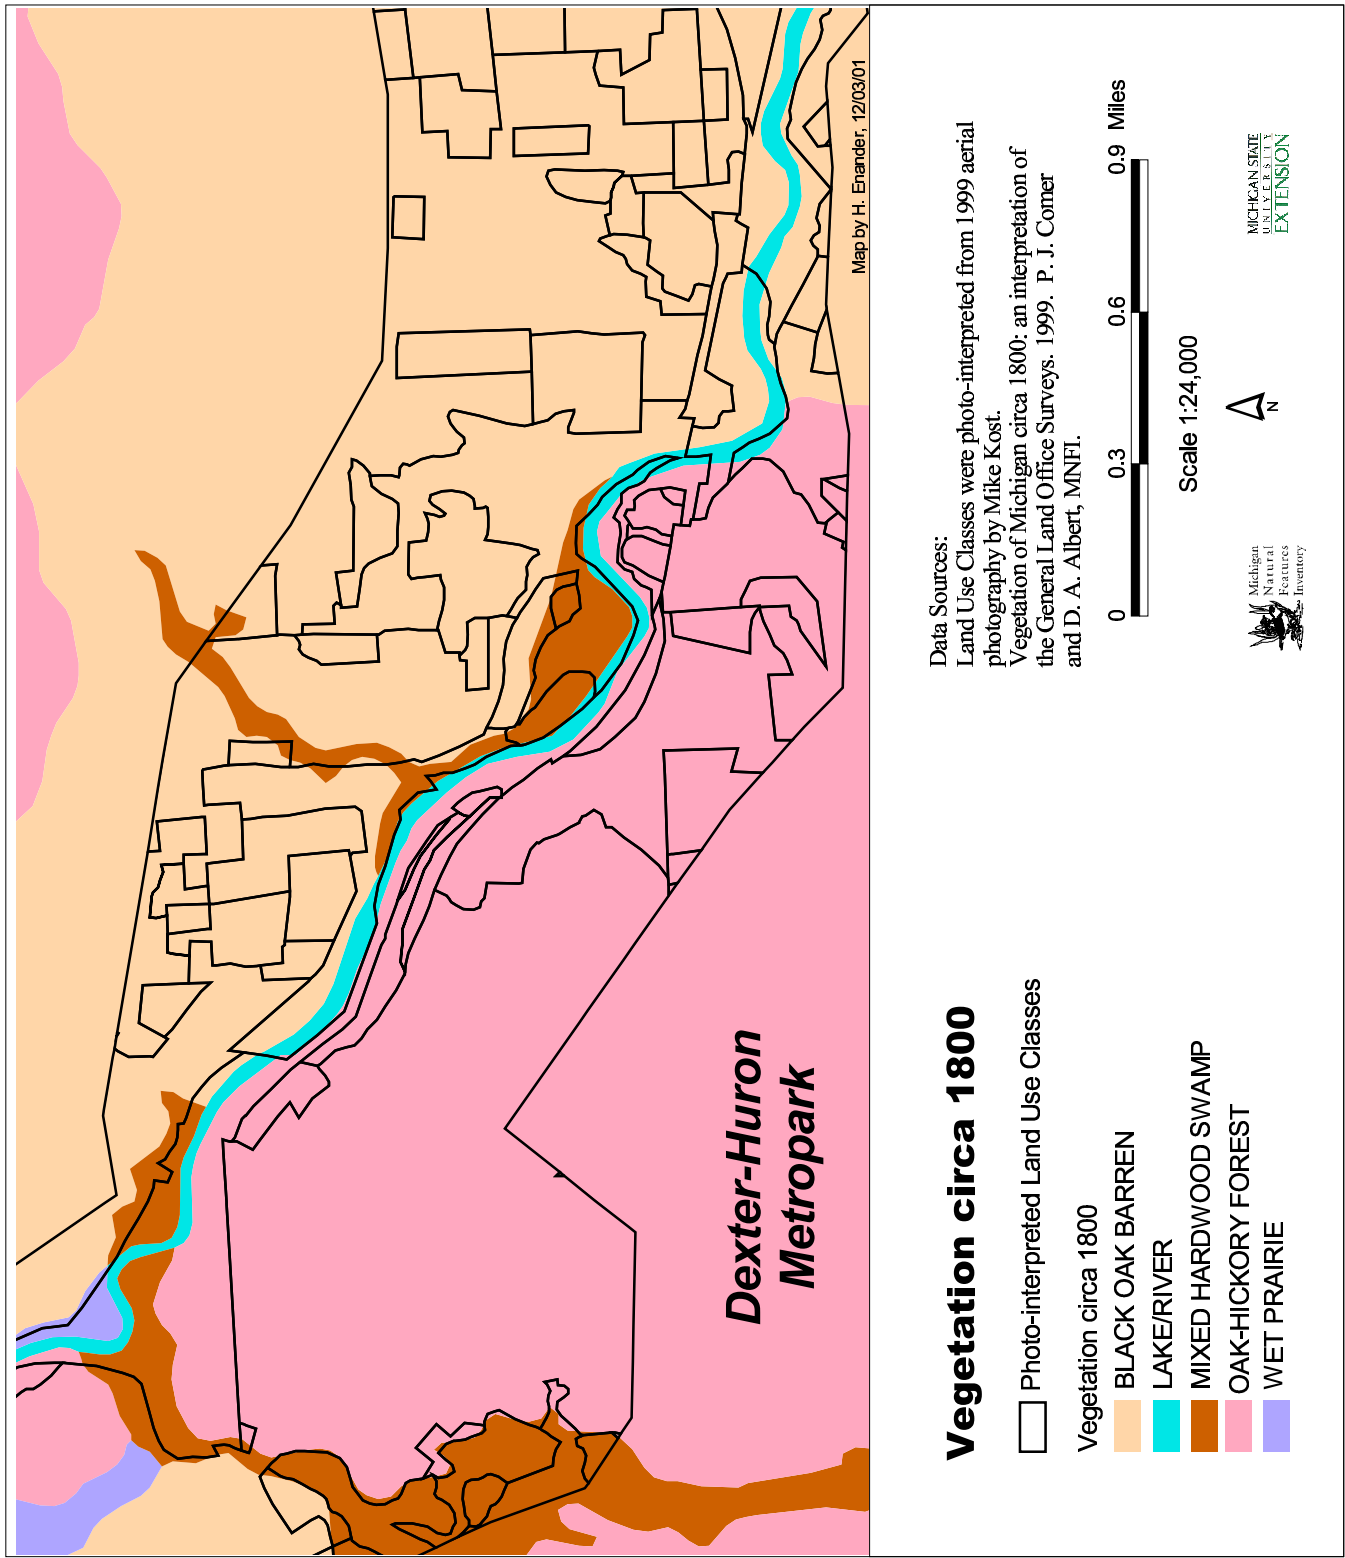 Dexter-Huron
Metropark
Map by H. Enander, 12/03/01
Vegetation circa 1800
Photo-interpreted Land Use Classes
Vegetation circa 1800
BLACK OAK BARREN
LAKE/RIVER
MIXED HARDWOOD SWAMP
OAK-HICKORY FOREST
WET PRAIRIE
Data Sources:
Land Use Classes were photo-interpreted from 1999 aerial
photography by Mike Kost.
Vegetation of Michigan circa 1800: an interpretation of
the General Land Office Surveys. 1999. P. J. Comer
and D. A. Albert, MNFI.
0 0.3 0.6 0.9 Miles
Scale 1:24,000
N
Michigan
Natural
Features
Inventory
MICHIGAN STATE
UNIVERSITY
EXTENSION